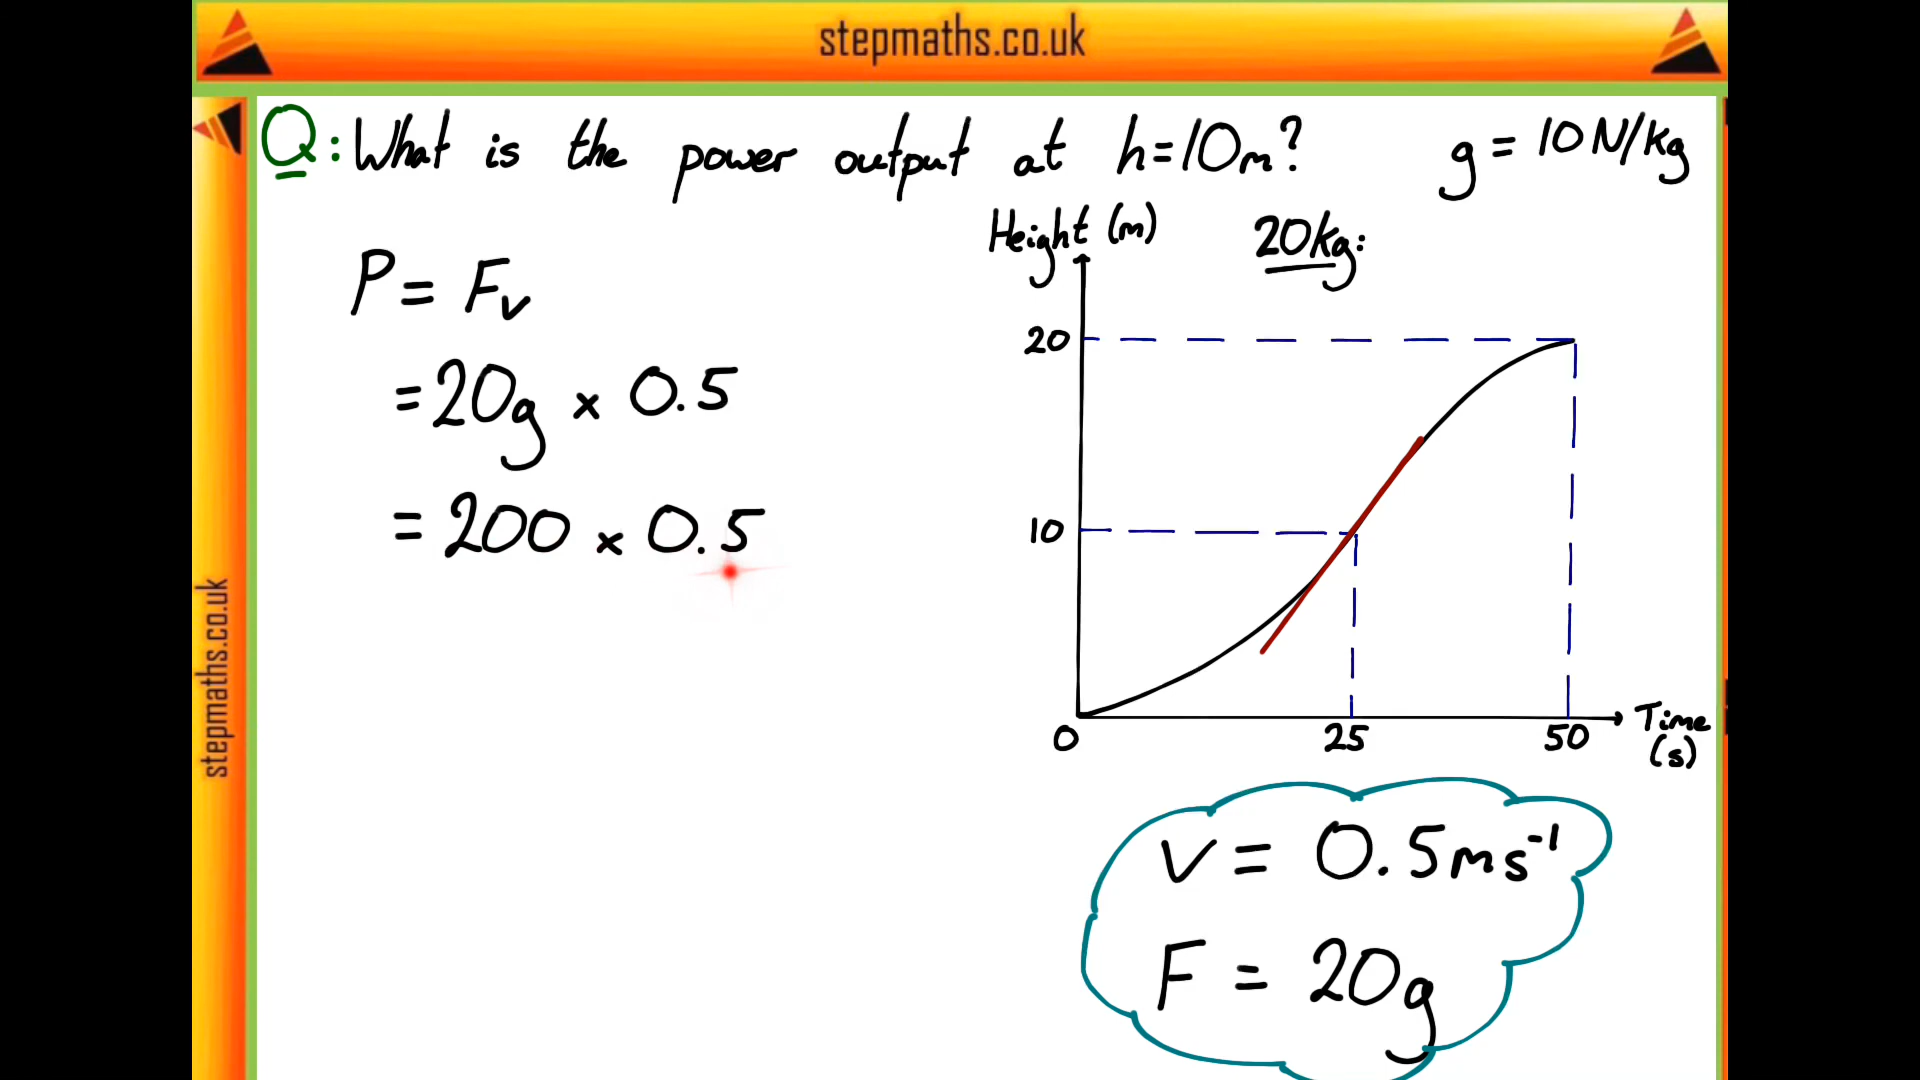 stepmaths.co.uk
stepmaths.co.uk
Q: What is the power output at h=10m? g = 10N/kg
Height (m) 20kg:
P = Fv
20
= 20g × 0.5
10
= 200 × 0.5
0 25 50 Time
(s)
v = 0.5ms⁻¹
F = 20g